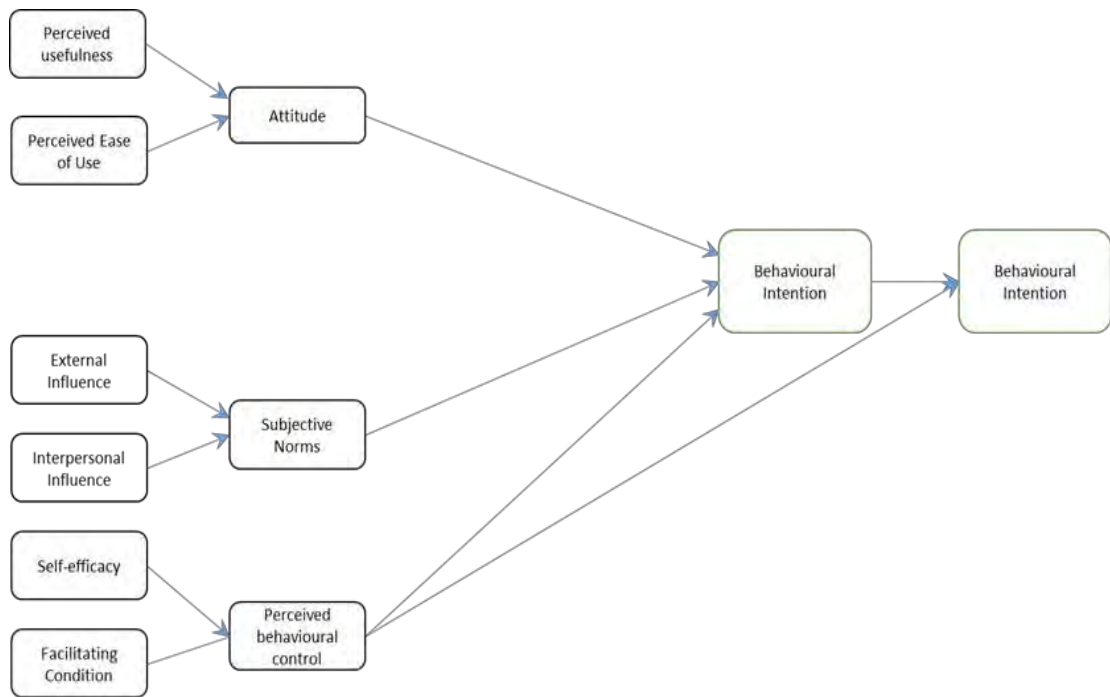 Perceived
usefulness
Perceived Ease
of Use
Attitude
External
Influence
Interpersonal
Influence
Subjective
Norms
Self-efficacy
Facilitating
Condition
Perceived
behavioural
control
Behavioural
Intention
Behavioural
Intention